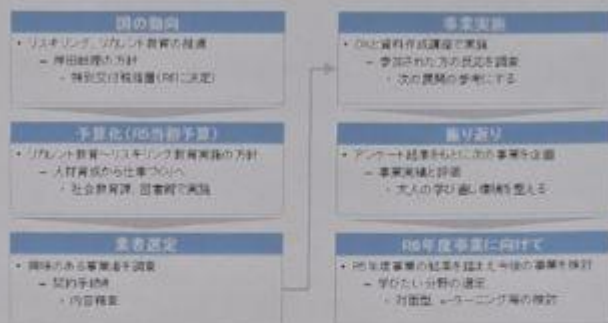 国の動向
・リスキリング、リカレント教育の推進
－ 岸田総理の方針
・特別交付税措置(R5に決定)
予算化(R5当初予算)
・リカレント教育～リスキリング教育実施の方針
－ 人材育成から仕事づくりへ
・社会教育課、図書館で実施
業者選定
・興味のある事業者を調査
－ 契約手続き
・内容精査
事業実施
資料作成講座で実施
－ 参加された方の反応を調査
・次の展開の参考にする
振り返り
・アンケート結果をもとに次の事業を企画
－ 事業実績と評価
・大人の学び直し環境を整える
R6年度事業に向けて
・R5年度事業の結果を踏まえ今後の事業を検討
－ 学びたい分野の選定
・対面型、e-ラーニング等の検討